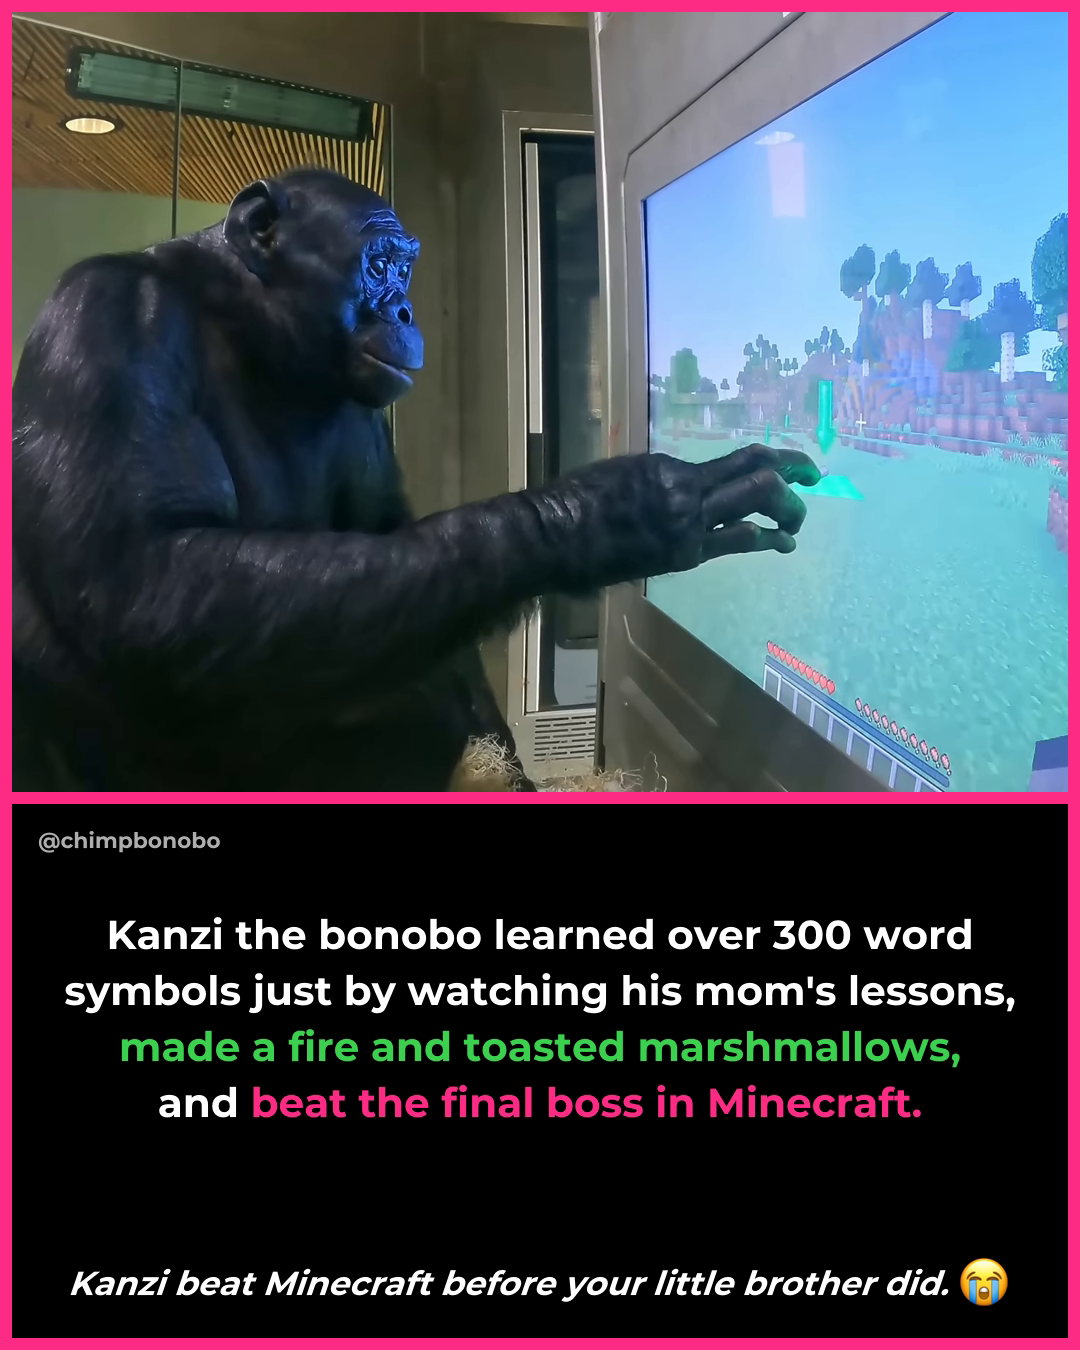 @chimpbonobo
Kanzi the bonobo learned over 300 word
symbols just by watching his mom's lessons,
made a fire and toasted marshmallows,
and beat the final boss in Minecraft.
Kanzi beat Minecraft before your little brother did. 😭